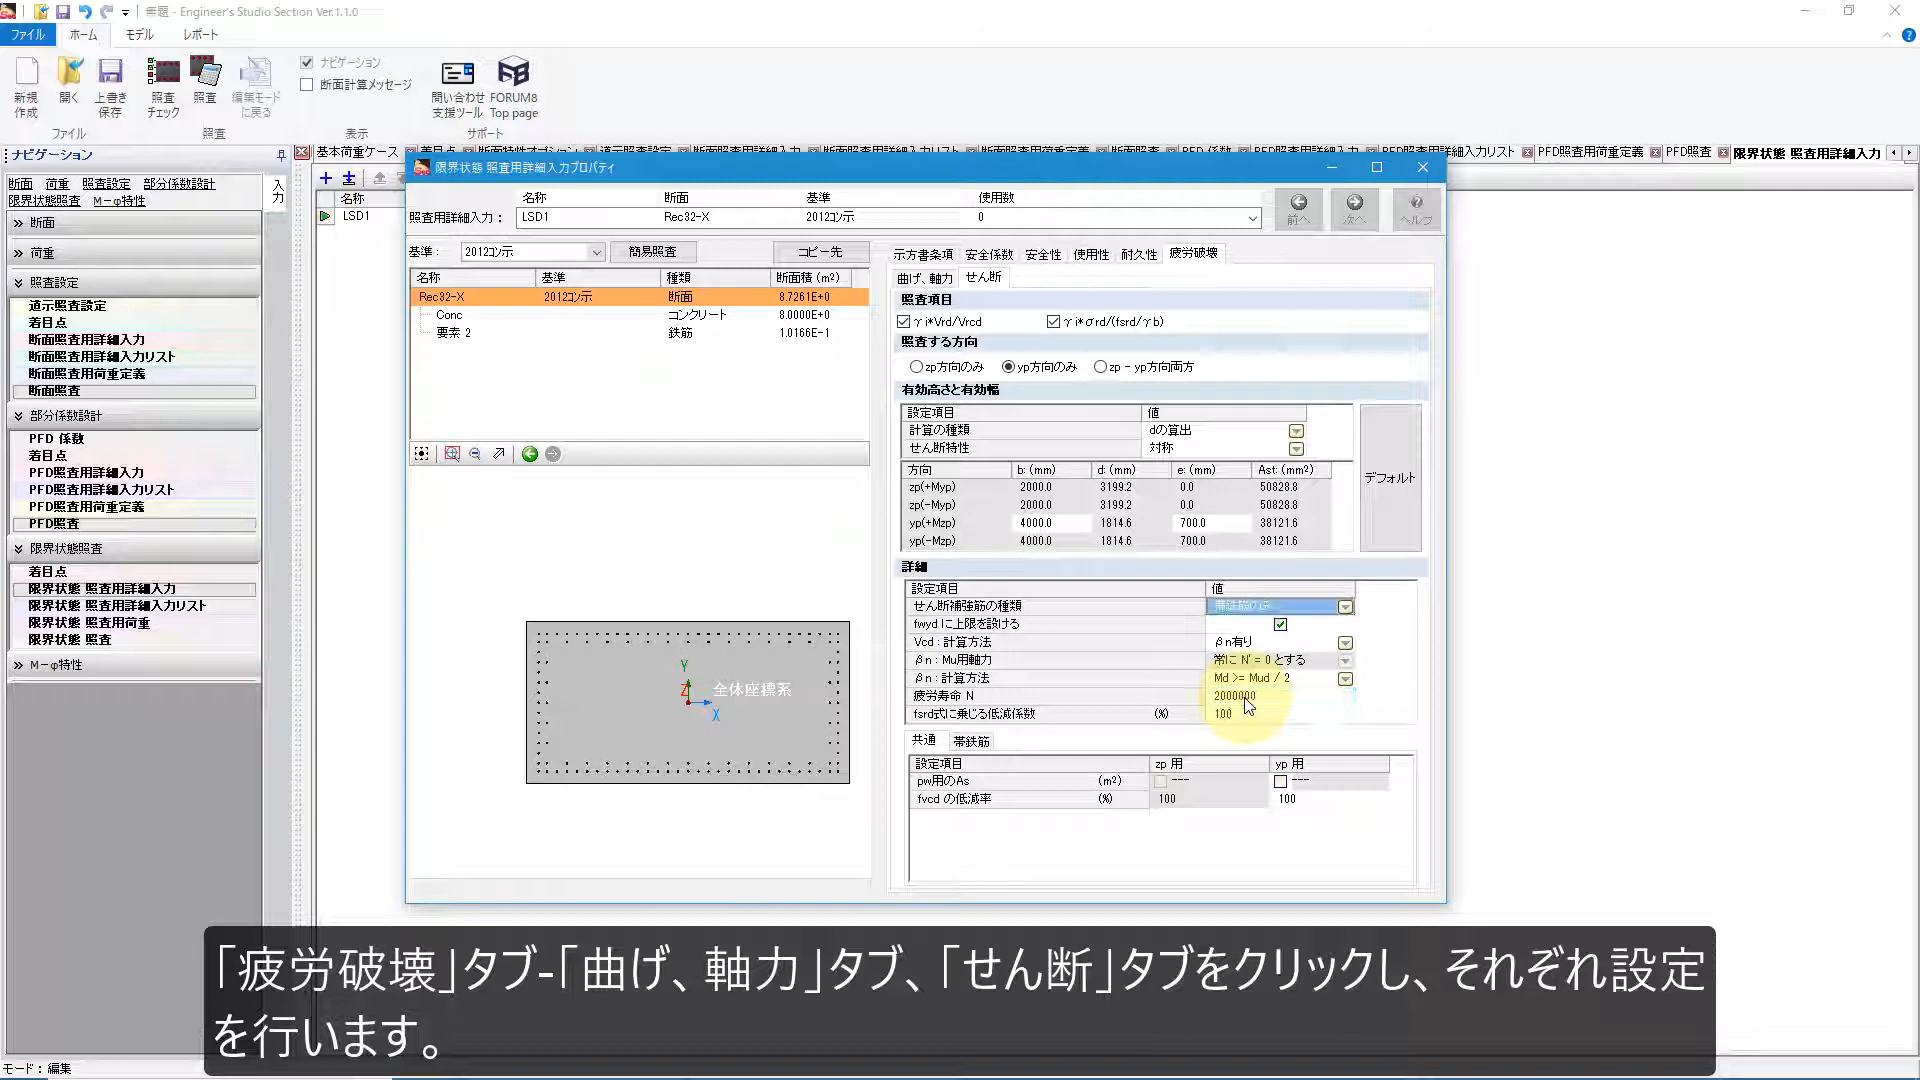 無題 - Engineer's Studio Section Ver.1.1.0
ファイル ホーム モデル レポート
新規作成 開く 上書き保存 照査チェック 照査 編集モードに戻る
ナビゲーション
断面計算メッセージ
問い合わせ支援ツール FORUM8 Top page
ファイル 照査 表示 サポート
ナビゲーション
断面 荷重 照査設定 部分係数設計
限界状態照査 M-φ特性
入力
断面
荷重
照査設定
道示照査設定
着目点
断面照査用詳細入力
断面照査用詳細入力リスト
断面照査用荷重定義
断面照査
部分係数設計
PFD 係数
着目点
PFD照査用詳細入力
PFD照査用詳細入力リスト
PFD照査用荷重定義
PFD照査
限界状態照査
着目点
限界状態 照査用詳細入力
限界状態 照査用詳細入力リスト
限界状態 照査用荷重
限界状態 照査
M-φ特性
モード : 編集
基本荷重ケース
PFD照査用荷重定義 PFD照査 限界状態 照査用詳細入力
名称
LSD1
限界状態 照査用詳細入力プロパティ
名称 断面 基準 使用数
照査用詳細入力 : LSD1 Rec32-X 2012コン示 0
前へ 次へ ヘルプ
基準 : 2012コン示 簡易照査 コピー先
名称 基準 種類 断面積 (m²)
Rec32-X 2012コン示 断面 8.7261E+0
Conc コンクリート 8.0000E+0
要素 2 鉄筋 1.0166E-1
Y
Z 全体座標系
X
示方書条項 安全係数 安全性 使用性 耐久性 疲労破壊
曲げ、軸力 せん断
照査項目
γi*Vrd/Vrcd γi*σrd/(fsrd/γb)
照査する方向
zp方向のみ yp方向のみ zp - yp方向両方
有効高さと有効幅
設定項目 値
計算の種類 dの算出
せん断特性 対称
方向 b: (mm) d: (mm) e: (mm) Ast: (mm²)
zp(+Myp) 2000.0 3199.2 0.0 50828.8
zp(-Myp) 2000.0 3199.2 0.0 50828.8
yp(+Mzp) 4000.0 1814.6 700.0 38121.6
yp(-Mzp) 4000.0 1814.6 700.0 38121.6
デフォルト
詳細
設定項目 値
せん断補強筋の種類 帯鉄筋のみ
fwyd に上限を設ける
Vcd : 計算方法 βn有り
βn : Mu用軸力 常に N' = 0 とする
βn : 計算方法 Md >= Mud / 2
疲労寿命 N 2000000
fsrd式に乗じる低減係数 (%) 100
共通 帯鉄筋
設定項目 zp 用 yp 用
pw用のAs (m²) --- ---
fvcd の低減率 (%) 100 100
「疲労破壊」タブ-「曲げ、軸力」タブ、「せん断」タブをクリックし、それぞれ設定
を行います。